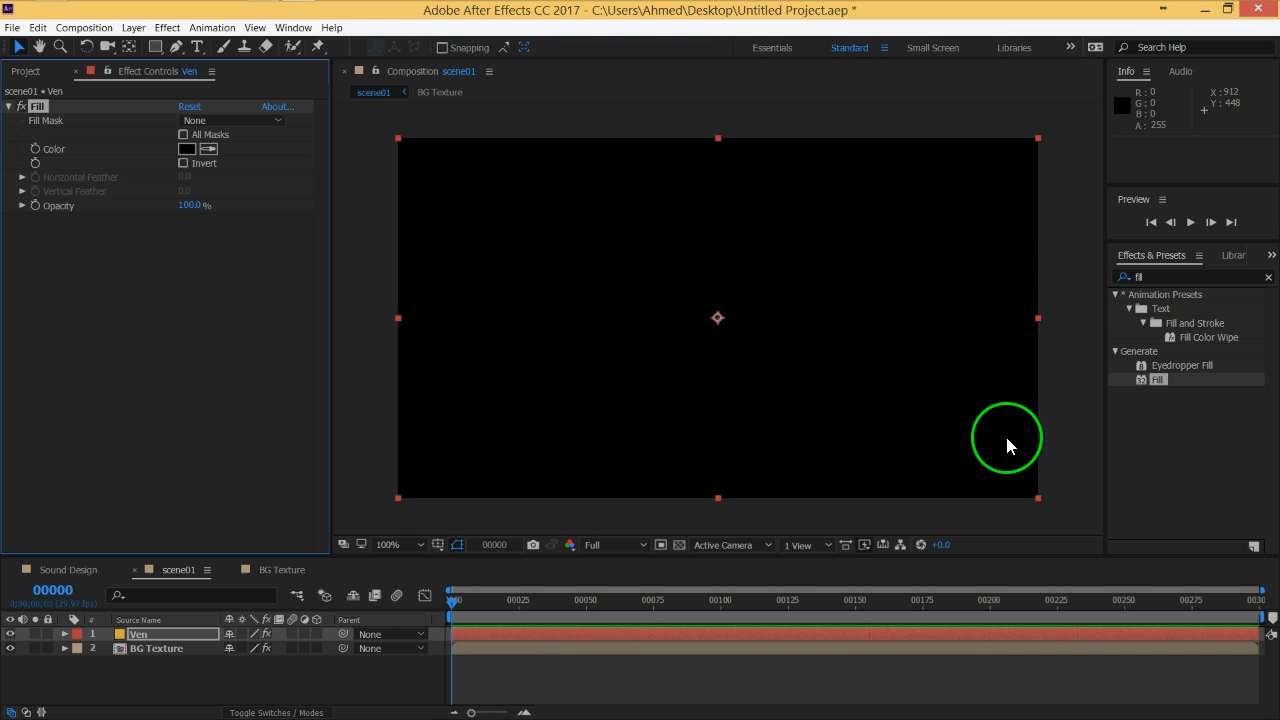 Adobe After Effects CC 2017 - C:\Users\Ahmed\Desktop\Untitled Project.aep *
File Edit Composition Layer Effect Animation View Window Help
Snapping Essentials Standard Small Screen Libraries Search Help
Project Effect Controls Ven Composition scene01 Info Audio
scene01 • Ven scene01 BG Texture
fx Fill Reset About...
Fill Mask None
All Masks
Color
Invert
Horizontal Feather 0.0
Vertical Feather 0.0
Opacity 100.0 %
R : 0 X : 912
G : 0 Y : 448
B : 0
A : 255
Preview
Effects & Presets Librar
fill
* Animation Presets
Text
Fill and Stroke
Fill Color Wipe
Generate
Eyedropper Fill
Fill
100% 00000 Full Active Camera 1 View +0.0
Sound Design scene01 BG Texture
00000
0;00;00;00 (29.97 fps)
00025 00050 00075 00100 00125 00150 00175 00200 00225 00250 00275
# Source Name Parent
1 Ven fx None
2 BG Texture fx None
Toggle Switches / Modes